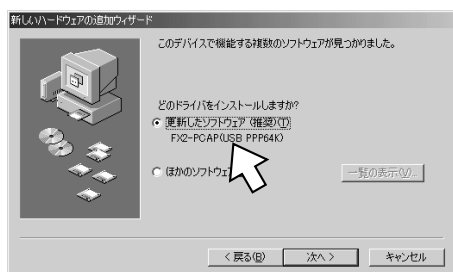 新しいハードウェアの追加ウィザード
このデバイスで機能する複数のソフトウェアが見つかりました。
どのドライバをインストールしますか?
更新したソフトウェア (推奨)(T)
FX2-PCAP(USB PPP64K)
ほかのソフトウェ
一覧の表示(V)...
< 戻る(B)
次へ >
キャンセル